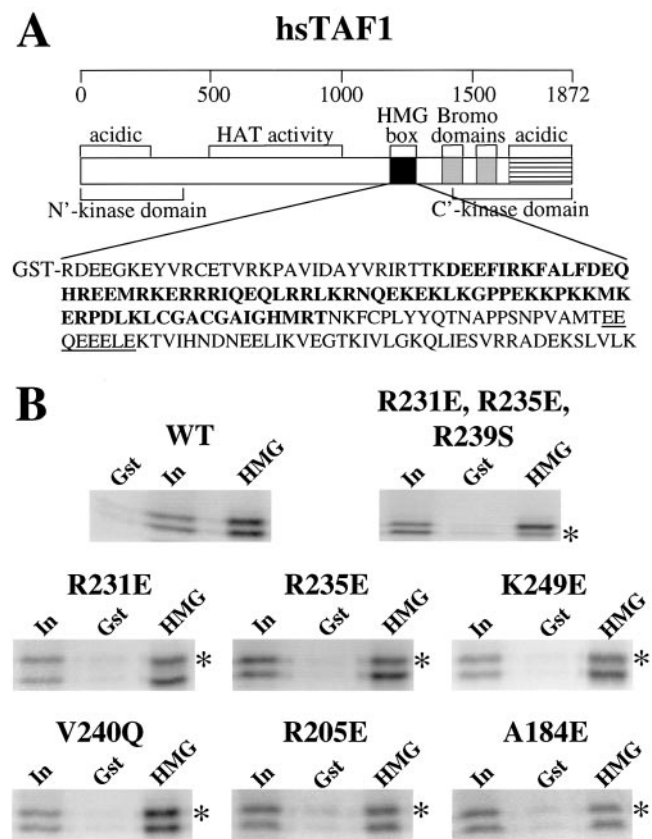 A hsTAF1
0 500 1000 1500 1872
HMG Bromo
acidic HAT activity box domains acidic
N'-kinase domain C'-kinase domain
GST-RDEEGKEYVRCETVRKPAVIDAYVRIRTTKDEEFIRKFALFDEQ
HREEMRKERRRIQEQLRRLKRNQEKEKLKGPPEKKPKKMK
ERPDLKLCGACGAIGHMRTNKFCPLYYQTNAPPSNPVAMTEE
QEEELEKTVIHNDNEELIKVEGTKIVLGKQLIESVRRADEKSLVLK
B
WT
Gst In HMG
R231E, R235E,
R239S
In Gst HMG
*
R231E R235E K249E
In Gst HMG In Gst HMG In Gst HMG
* * *
V240Q R205E A184E
In Gst HMG In Gst HMG In Gst HMG
* * *